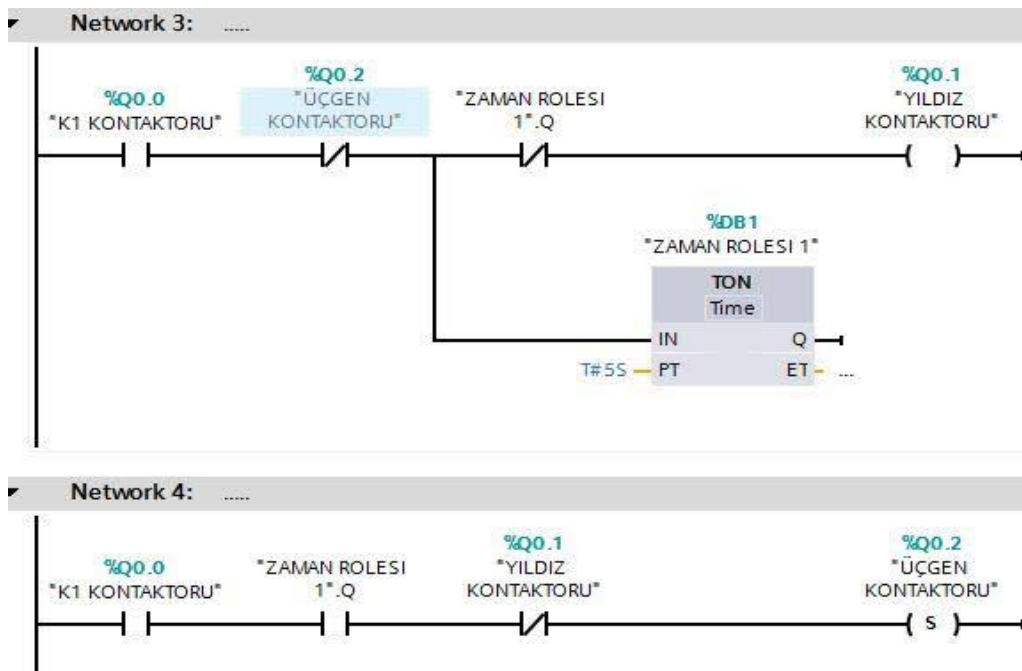 Network 3: .....
%Q0.0
"K1 KONTAKTORU"
%Q0.2
"ÜÇGEN
KONTAKTORU"
"ZAMAN ROLESI
1".Q
%Q0.1
"YILDIZ
KONTAKTORU"
%DB1
"ZAMAN ROLESI 1"
TON
Time
IN Q
T#5S PT ET ...
Network 4: .....
%Q0.0
"K1 KONTAKTORU"
"ZAMAN ROLESI
1".Q
%Q0.1
"YILDIZ
KONTAKTORU"
%Q0.2
"ÜÇGEN
KONTAKTORU"
S